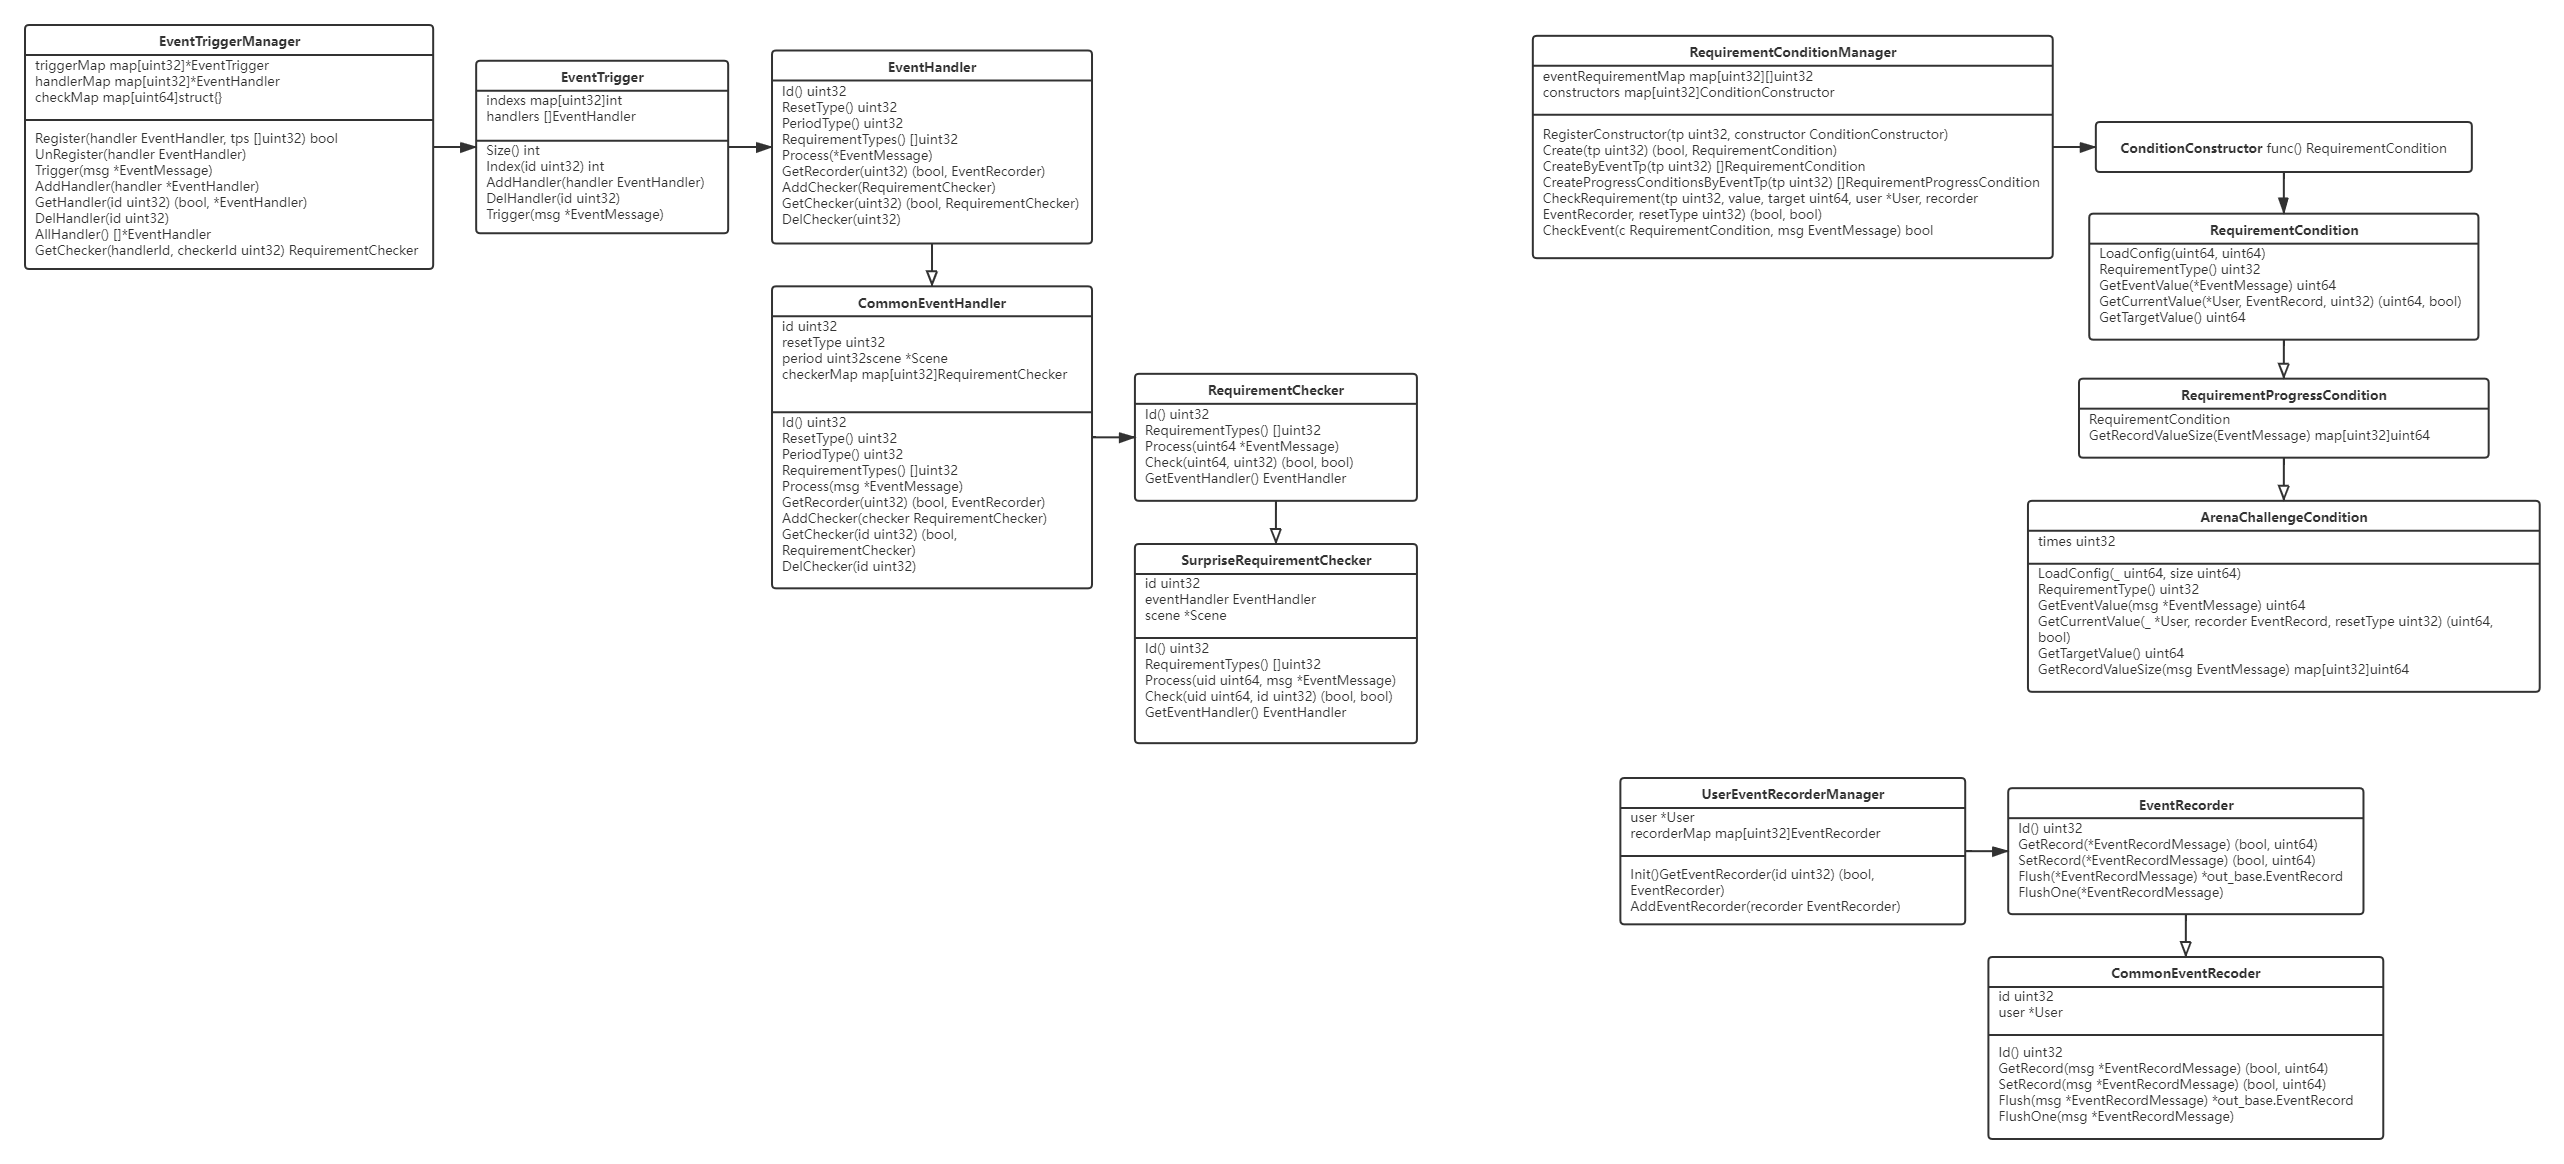 EventTriggerManager
triggerMap map[uint32]*EventTrigger
handlerMap map[uint32]*EventHandler
checkMap map[uint64]struct{}
Register(handler EventHandler, tps []uint32) bool
UnRegister(handler EventHandler)
Trigger(msg *EventMessage)
AddHandler(handler *EventHandler)
GetHandler(id uint32) (bool, *EventHandler)
DelHandler(id uint32)
AllHandler() []*EventHandler
GetChecker(handlerId, checkerId uint32) RequirementChecker
EventTrigger
indexs map[uint32]int
handlers []EventHandler
Size() int
Index(id uint32) int
AddHandler(handler EventHandler)
DelHandler(id uint32)
Trigger(msg *EventMessage)
EventHandler
Id() uint32
ResetType() uint32
PeriodType() uint32
RequirementTypes() []uint32
Process(*EventMessage)
GetRecorder(uint32) (bool, EventRecorder)
AddChecker(RequirementChecker)
GetChecker(uint32) (bool, RequirementChecker)
DelChecker(uint32)
CommonEventHandler
id uint32
resetType uint32
period uint32scene *Scene
checkerMap map[uint32]RequirementChecker
Id() uint32
ResetType() uint32
PeriodType() uint32
RequirementTypes() []uint32
Process(msg *EventMessage)
GetRecorder(uint32) (bool, EventRecorder)
AddChecker(checker RequirementChecker)
GetChecker(id uint32) (bool,
RequirementChecker)
DelChecker(id uint32)
RequirementChecker
Id() uint32
RequirementTypes() []uint32
Process(uint64 *EventMessage)
Check(uint64, uint32) (bool, bool)
GetEventHandler() EventHandler
SurpriseRequirementChecker
id uint32
eventHandler EventHandler
scene *Scene
Id() uint32
RequirementTypes() []uint32
Process(uid uint64, msg *EventMessage)
Check(uid uint64, id uint32) (bool, bool)
GetEventHandler() EventHandler
RequirementConditionManager
eventRequirementMap map[uint32][]uint32
constructors map[uint32]ConditionConstructor
RegisterConstructor(tp uint32, constructor ConditionConstructor)
Create(tp uint32) (bool, RequirementCondition)
CreateByEventTp(tp uint32) []RequirementCondition
CreateProgressConditionsByEventTp(tp uint32) []RequirementProgressCondition
CheckRequirement(tp uint32, value, target uint64, user *User, recorder
EventRecorder, resetType uint32) (bool, bool)
CheckEvent(c RequirementCondition, msg EventMessage) bool
ConditionConstructor func() RequirementCondition
RequirementCondition
LoadConfig(uint64, uint64)
RequirementType() uint32
GetEventValue(*EventMessage) uint64
GetCurrentValue(*User, EventRecord, uint32) (uint64, bool)
GetTargetValue() uint64
RequirementProgressCondition
RequirementCondition
GetRecordValueSize(EventMessage) map[uint32]uint64
ArenaChallengeCondition
times uint32
LoadConfig(_ uint64, size uint64)
RequirementType() uint32
GetEventValue(msg *EventMessage) uint64
GetCurrentValue(_ *User, recorder EventRecord, resetType uint32) (uint64,
bool)
GetTargetValue() uint64
GetRecordValueSize(msg EventMessage) map[uint32]uint64
UserEventRecorderManager
user *User
recorderMap map[uint32]EventRecorder
Init()GetEventRecorder(id uint32) (bool,
EventRecorder)
AddEventRecorder(recorder EventRecorder)
EventRecorder
Id() uint32
GetRecord(*EventRecordMessage) (bool, uint64)
SetRecord(*EventRecordMessage) (bool, uint64)
Flush(*EventRecordMessage) *out_base.EventRecord
FlushOne(*EventRecordMessage)
CommonEventRecoder
id uint32
user *User
Id() uint32
GetRecord(msg *EventRecordMessage) (bool, uint64)
SetRecord(msg *EventRecordMessage) (bool, uint64)
Flush(msg *EventRecordMessage) *out_base.EventRecord
FlushOne(msg *EventRecordMessage)